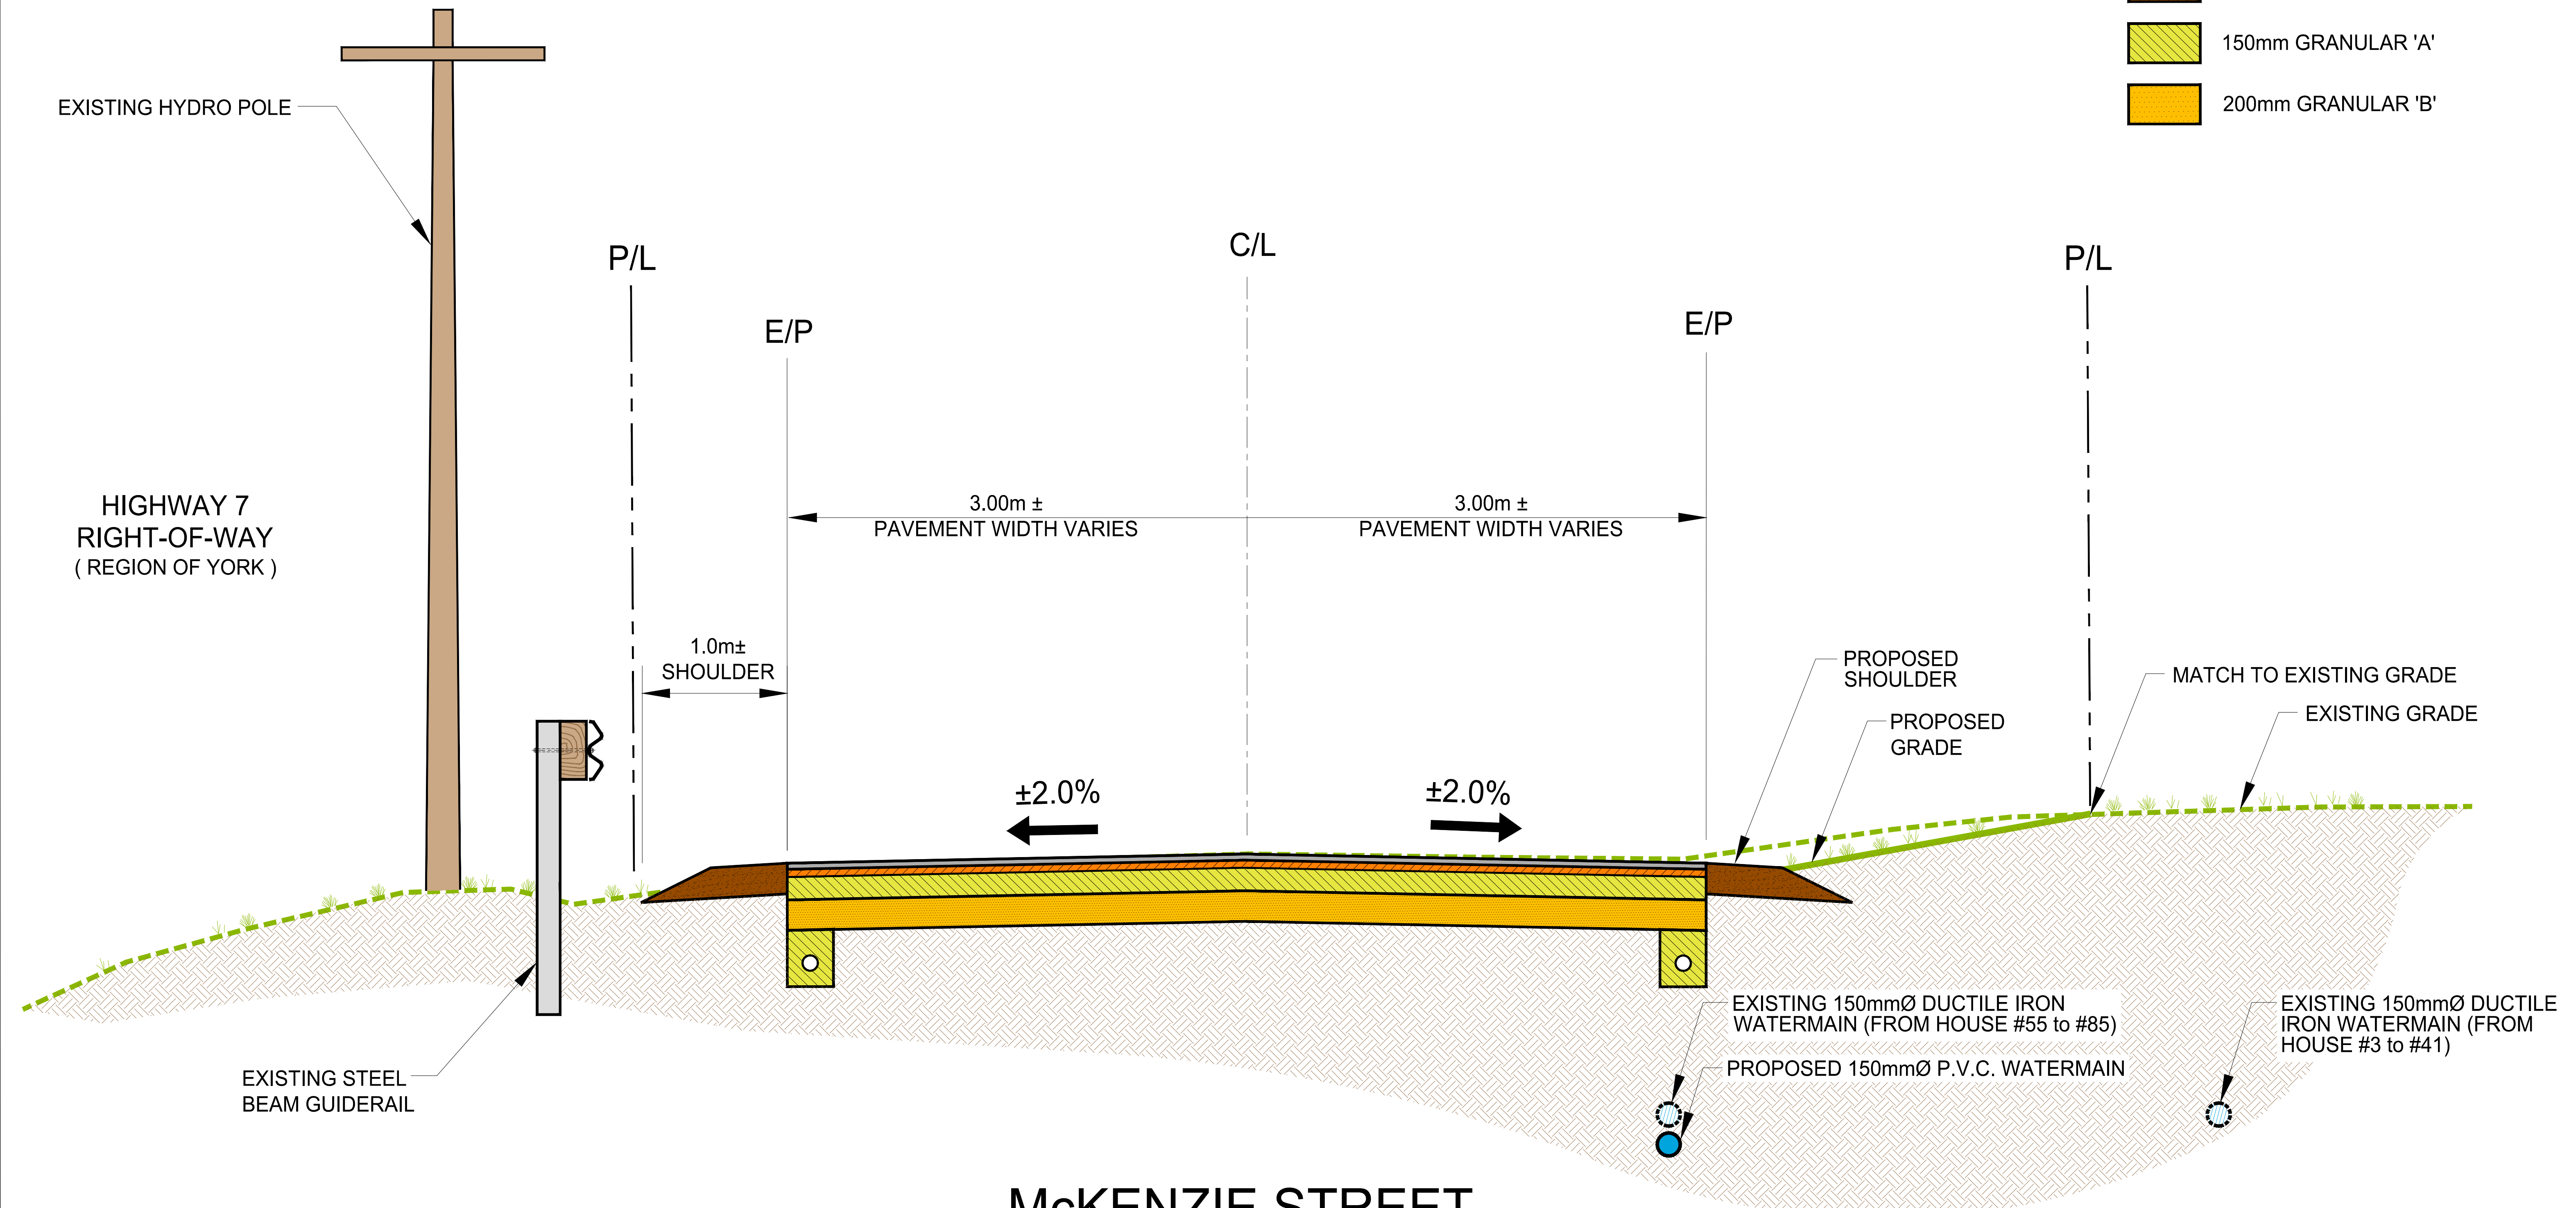 150mm GRANULAR 'A'
200mm GRANULAR 'B'
EXISTING HYDRO POLE
P/L
C/L
P/L
E/P
E/P
HIGHWAY 7
RIGHT-OF-WAY
( REGION OF YORK )
3.00m ±
PAVEMENT WIDTH VARIES
3.00m ±
PAVEMENT WIDTH VARIES
1.0m±
SHOULDER
PROPOSED
SHOULDER
MATCH TO EXISTING GRADE
EXISTING GRADE
PROPOSED
GRADE
±2.0%
±2.0%
EXISTING 150mmØ DUCTILE IRON
WATERMAIN (FROM HOUSE #55 to #85)
EXISTING 150mmØ DUCTILE
IRON WATERMAIN (FROM
HOUSE #3 to #41)
PROPOSED 150mmØ P.V.C. WATERMAIN
EXISTING STEEL
BEAM GUIDERAIL
McKENZIE STREET